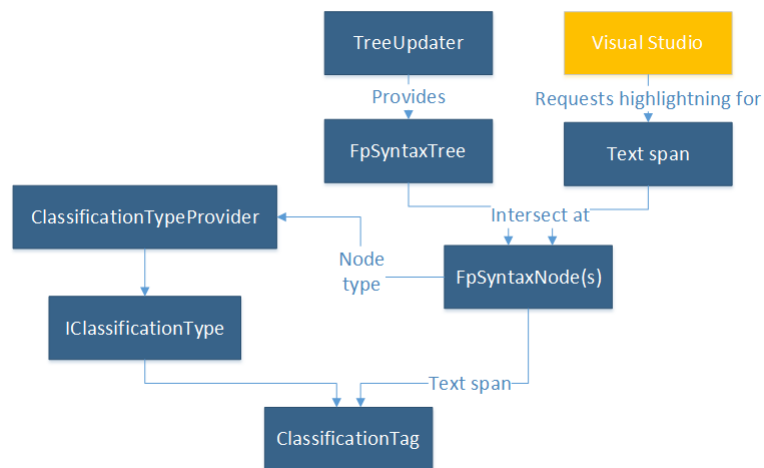 TreeUpdater
Visual Studio
Provides
Requests highlightning for
FpSyntaxTree
Text span
ClassificationTypeProvider
Intersect at
Node
type
FpSyntaxNode(s)
IClassificationType
Text span
ClassificationTag